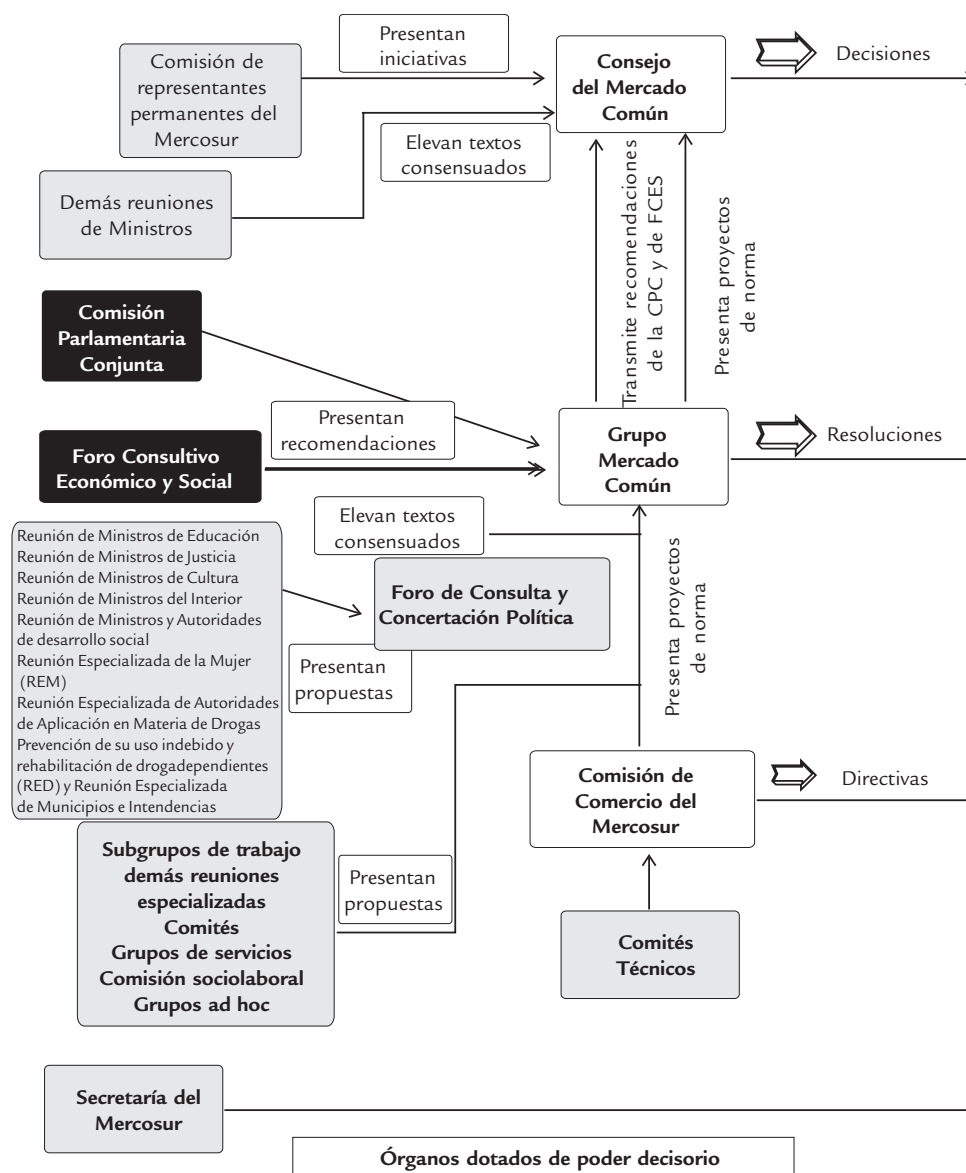 Presentan
iniciativas
Comisión de
representantes
permanentes del
Mercosur
Consejo
del Mercado
Común
Decisiones
Elevan textos
consensuados
Demás reuniones
de Ministros
Transmite recomendaciones
de la CPC y de FCES
Presenta proyectos
de norma
Comisión
Parlamentaria
Conjunta
Presentan
recomendaciones
Grupo
Mercado
Común
Resoluciones
Foro Consultivo
Económico y Social
Elevan textos
consensuados
Reunión de Ministros de Educación
Reunión de Ministros de Justicia
Reunión de Ministros de Cultura
Reunión de Ministros del Interior
Reunión de Ministros y Autoridades
de desarrollo social
Reunión Especializada de la Mujer
(REM)
Reunión Especializada de Autoridades
de Aplicación en Materia de Drogas
Prevención de su uso indebido y
rehabilitación de drogadependientes
(RED) y Reunión Especializada
de Municipios e Intendencias
Foro de Consulta y
Concertación Política
Presentan
propuestas
Presenta proyectos
de norma
Comisión de
Comercio del
Mercosur
Directivas
Subgrupos de trabajo
demás reuniones
especializadas
Comités
Grupos de servicios
Comisión sociolaboral
Grupos ad hoc
Presentan
propuestas
Comités
Técnicos
Secretaría del
Mercosur
Órganos dotados de poder decisorio